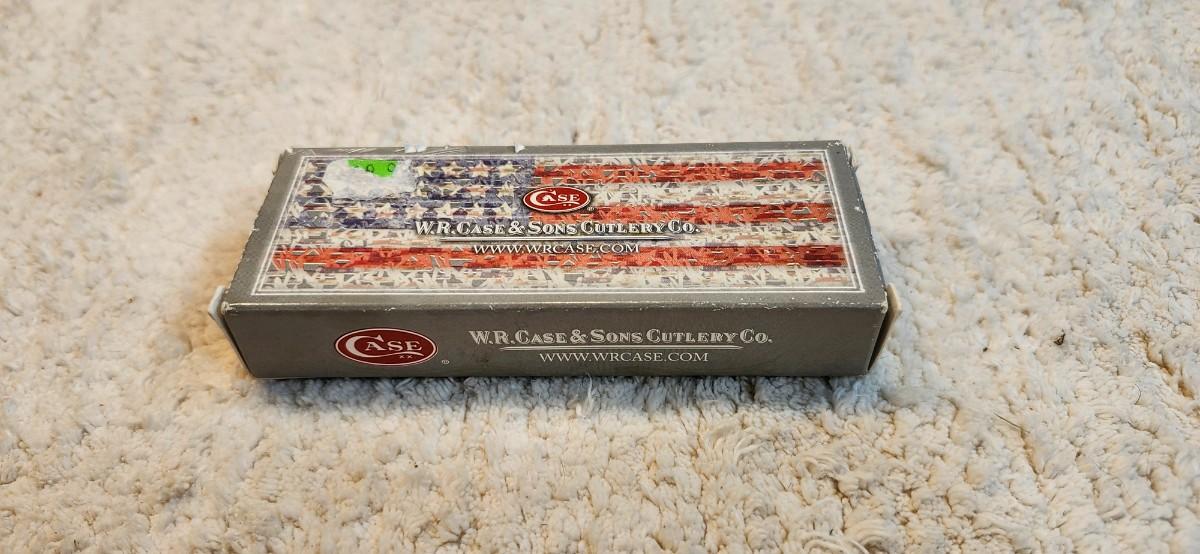 CASE
W.R. CASE & SONS CUTLERY CO.
WWW.WRCASE.COM
CASE XX ®
W.R. CASE & SONS CUTLERY CO.
WWW.WRCASE.COM